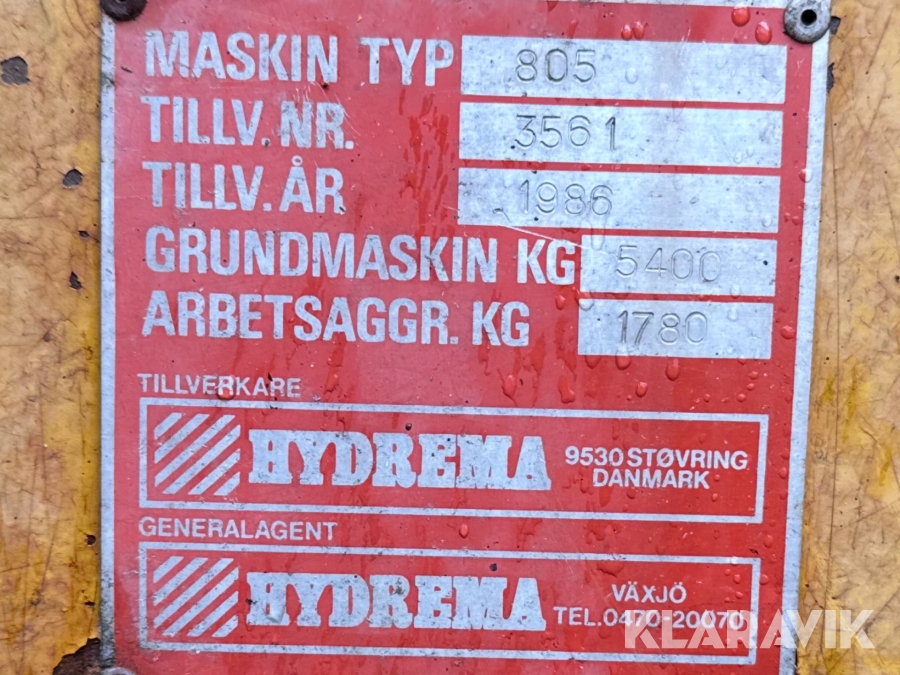 MASKIN TYP 805
TILLV.NR. 3561
TILLV.ÅR 1986
GRUNDMASKIN KG 5400
ARBETSAGGR. KG 1780
TILLVERKARE
HYDREMA
9530 STØVRING
DANMARK
GENERALAGENT
HYDREMA
VÄXJÖ
TEL.0470-20070
KLARAVIK